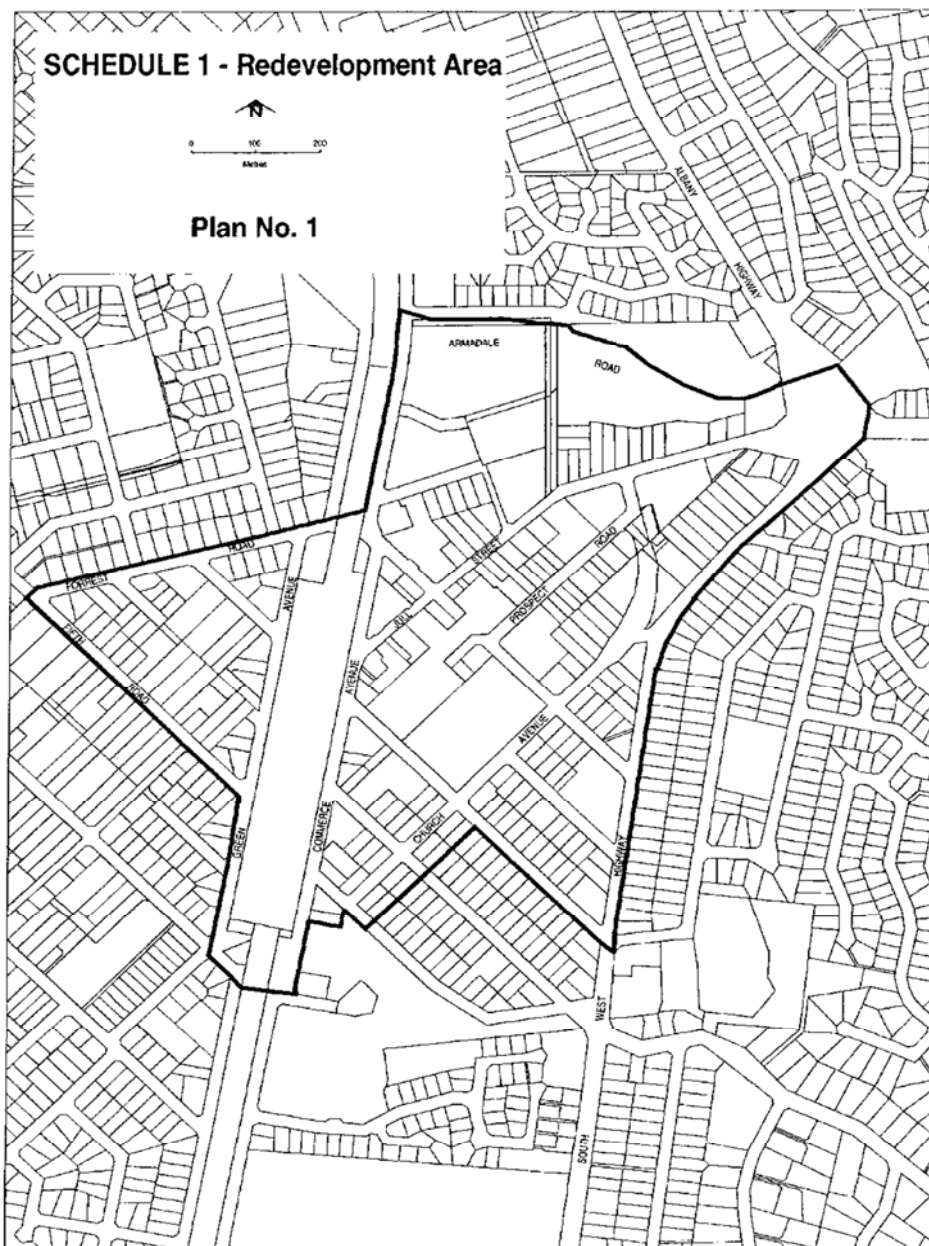 SCHEDULE 1 - Redevelopment Area
N
0 100 200
Metres
Plan No. 1
ALBANY
HIGHWAY
ARMADALE
ROAD
ROAD
FORREST
AVENUE
JULL
STREET
PROSPECT
ROAD
FIFTH
ROAD
AVENUE
AVENUE
GREEN
COMMERCE
CHURCH
HIGHWAY
WEST
SOUTH